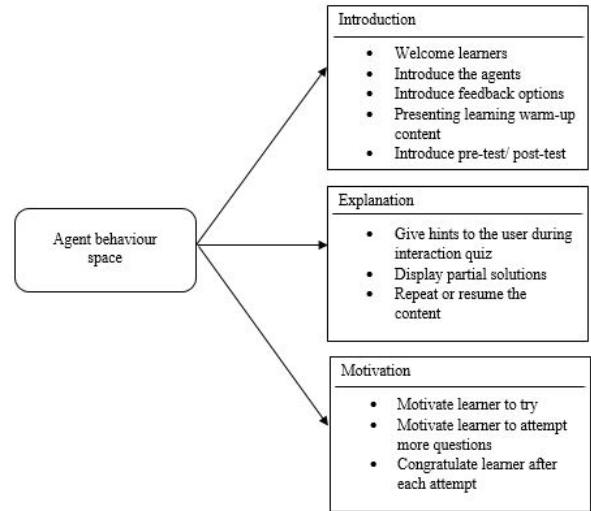 Introduction
• Welcome learners
• Introduce the agents
• Introduce feedback options
• Presenting learning warm-up
content
• Introduce pre-test/ post-test
Agent behaviour
space
Explanation
• Give hints to the user during
interaction quiz
• Display partial solutions
• Repeat or resume the
content
Motivation
• Motivate learner to try
• Motivate learner to attempt
more questions
• Congratulate learner after
each attempt